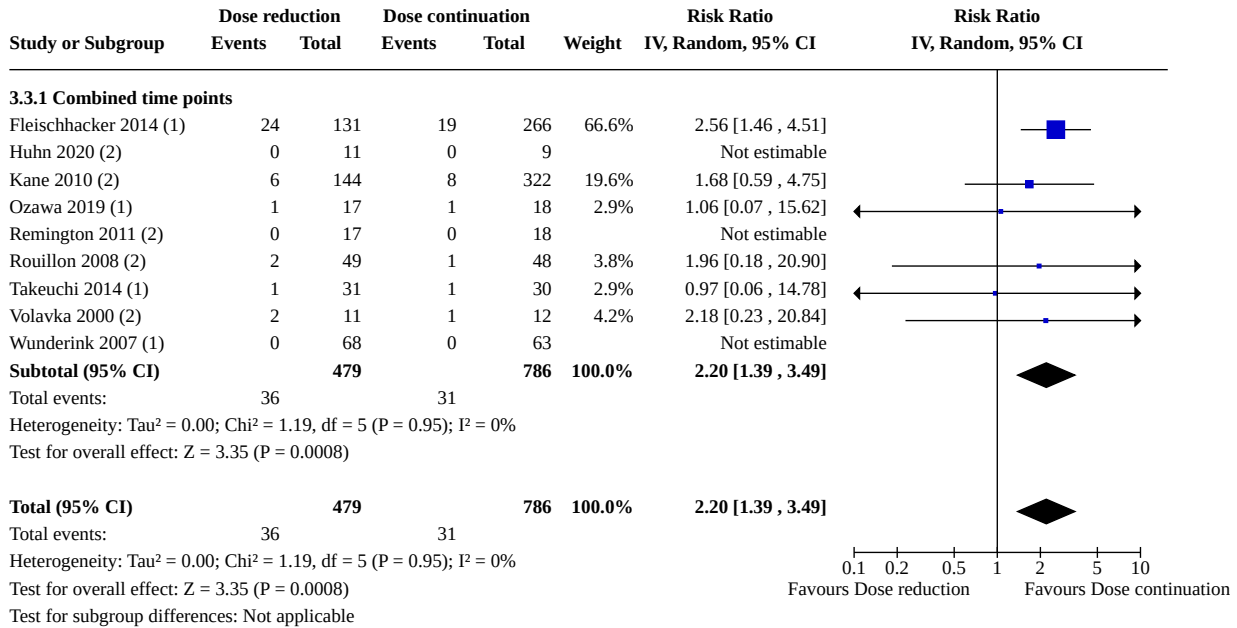 Dose reduction Dose continuation Risk Ratio Risk Ratio
Study or Subgroup Events Total Events Total Weight IV, Random, 95% CI IV, Random, 95% CI
3.3.1 Combined time points
Fleischhacker 2014 (1) 24 131 19 266 66.6% 2.56 [1.46 , 4.51]
Huhn 2020 (2) 0 11 0 9 Not estimable
Kane 2010 (2) 6 144 8 322 19.6% 1.68 [0.59 , 4.75]
Ozawa 2019 (1) 1 17 1 18 2.9% 1.06 [0.07 , 15.62]
Remington 2011 (2) 0 17 0 18 Not estimable
Rouillon 2008 (2) 2 49 1 48 3.8% 1.96 [0.18 , 20.90]
Takeuchi 2014 (1) 1 31 1 30 2.9% 0.97 [0.06 , 14.78]
Volavka 2000 (2) 2 11 1 12 4.2% 2.18 [0.23 , 20.84]
Wunderink 2007 (1) 0 68 0 63 Not estimable
Subtotal (95% CI) 479 786 100.0% 2.20 [1.39 , 3.49]
Total events: 36 31
Heterogeneity: Tau² = 0.00; Chi² = 1.19, df = 5 (P = 0.95); I² = 0%
Test for overall effect: Z = 3.35 (P = 0.0008)
Total (95% CI) 479 786 100.0% 2.20 [1.39 , 3.49]
Total events: 36 31
Heterogeneity: Tau² = 0.00; Chi² = 1.19, df = 5 (P = 0.95); I² = 0%
0.1 0.2 0.5 1 2 5 10
Test for overall effect: Z = 3.35 (P = 0.0008) Favours Dose reduction Favours Dose continuation
Test for subgroup differences: Not applicable